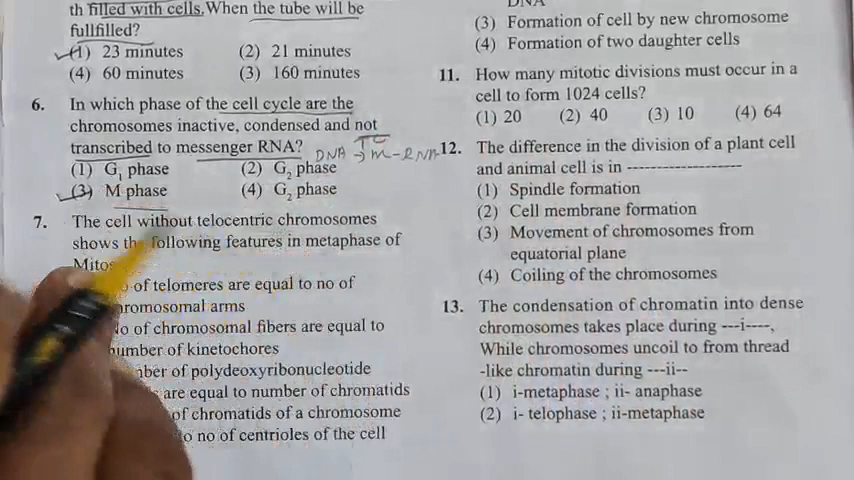 th filled with cells.When the tube will be
fullfilled?
(1) 23 minutes (2) 21 minutes
(4) 60 minutes (3) 160 minutes
6. In which phase of the cell cycle are the
chromosomes inactive, condensed and not
transcribed to messenger RNA?
DNA → m-RNA
TC
(1) G1 phase (2) G2 phase
(3) M phase (4) G2 phase
7. The cell without telocentric chromosomes
shows the following features in metaphase of
Mitos
of telomeres are equal to no of
romosomal arms
No of chromosomal fibers are equal to
number of kinetochores
ber of polydeoxyribonucleotide
are equal to number of chromatids
of chromatids of a chromosome
to no of centrioles of the cell
DNA
(3) Formation of cell by new chromosome
(4) Formation of two daughter cells
11. How many mitotic divisions must occur in a
cell to form 1024 cells?
(1) 20 (2) 40 (3) 10 (4) 64
12. The difference in the division of a plant cell
and animal cell is in -------------------
(1) Spindle formation
(2) Cell membrane formation
(3) Movement of chromosomes from
equatorial plane
(4) Coiling of the chromosomes
13. The condensation of chromatin into dense
chromosomes takes place during ---i----,
While chromosomes uncoil to from thread
-like chromatin during ---ii--
(1) i-metaphase ; ii- anaphase
(2) i- telophase ; ii-metaphase